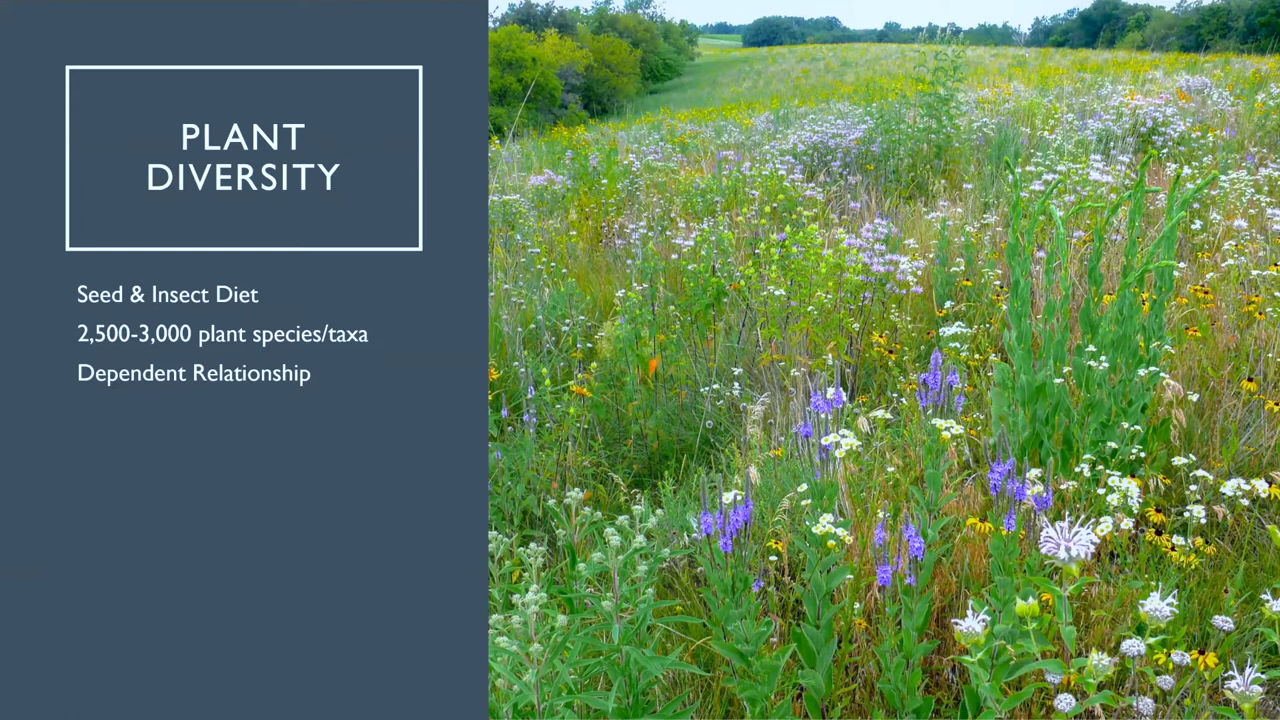 PLANT
DIVERSITY
Seed & Insect Diet
2,500-3,000 plant species/taxa
Dependent Relationship